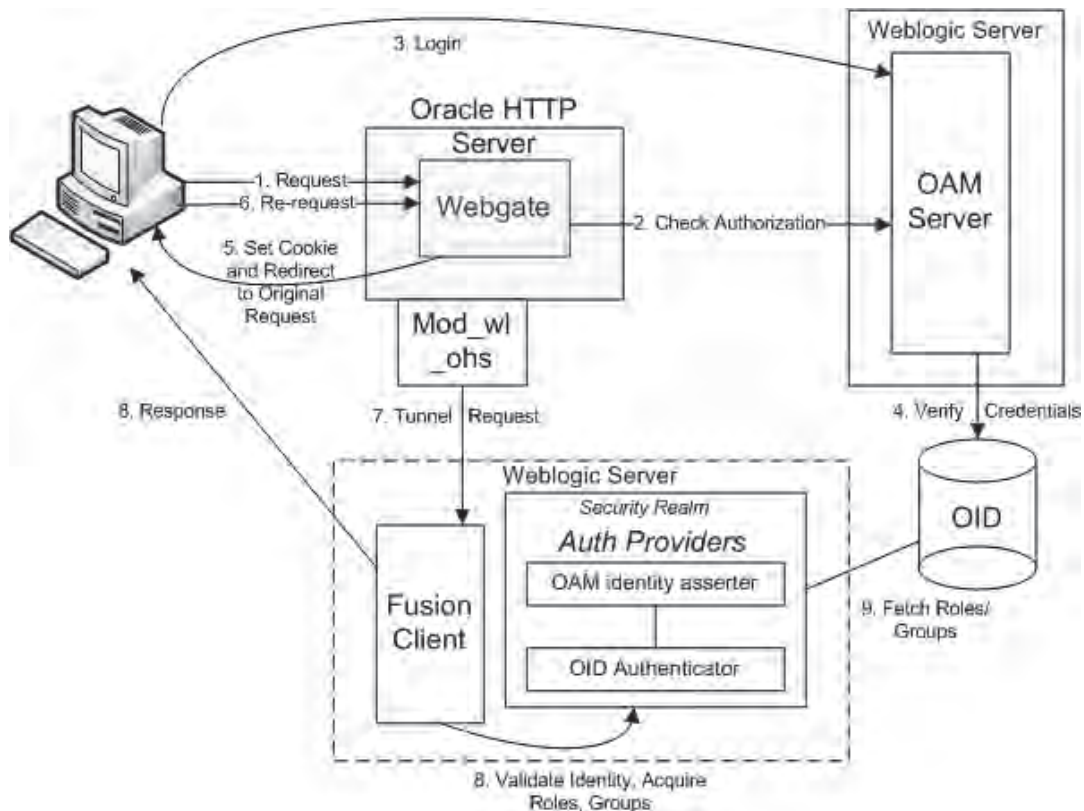 3. Login
Weblogic Server
Oracle HTTP
Server
OAM
Server
1. Request
6. Re-request
Webgate
2. Check Authorization
5. Set Cookie
and Redirect
to Original
Request
Mod_wl
_ohs
8. Response
7. Tunnel Request
4. Verify Credentials
Weblogic Server
Security Realm
Auth Providers
OID
OAM identity asserter
Fusion
Client
9. Fetch Roles/
Groups
OID Authenticator
8. Validate Identity, Acquire
Roles, Groups